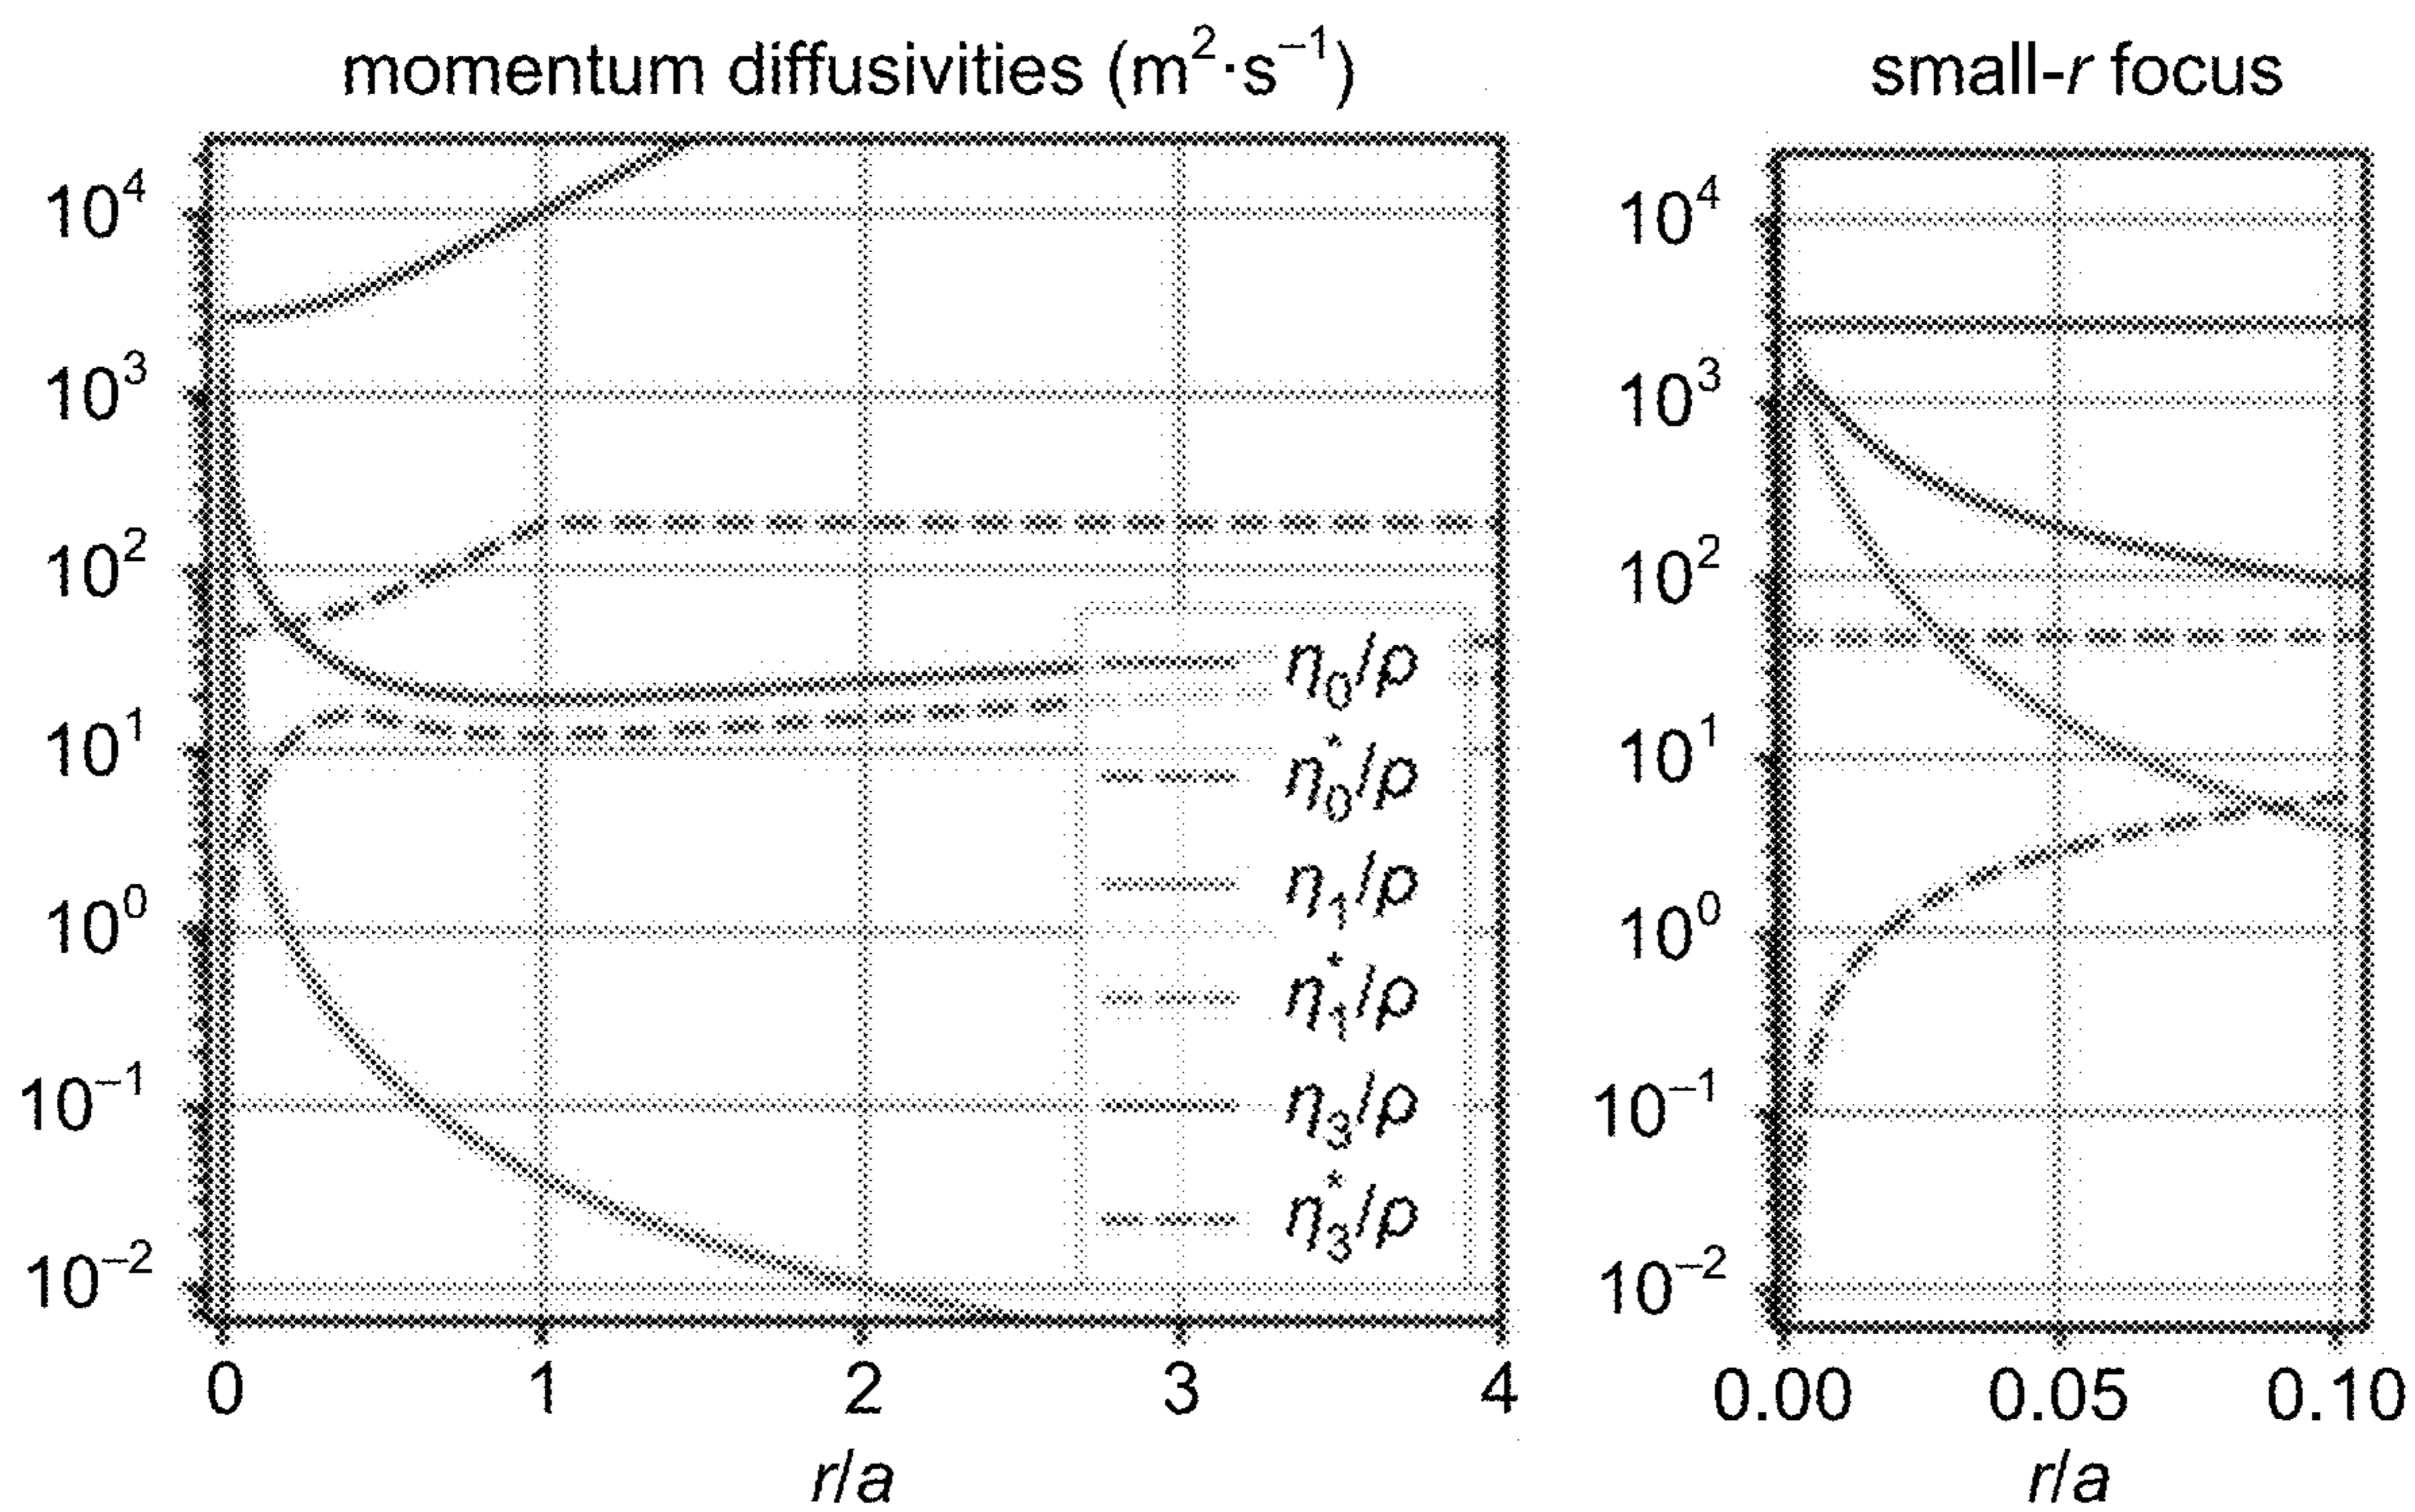 momentum diffusivities (m²·s⁻¹)
10⁴
10³
10²
10¹
10⁰
10⁻¹
10⁻²
0 1 2 3 4
r/a
η₀/ρ
η₀*/ρ
η₁/ρ
η₁*/ρ
η₃/ρ
η₃*/ρ
small-r focus
10⁴
10³
10²
10¹
10⁰
10⁻¹
10⁻²
0.00 0.05 0.10
r/a